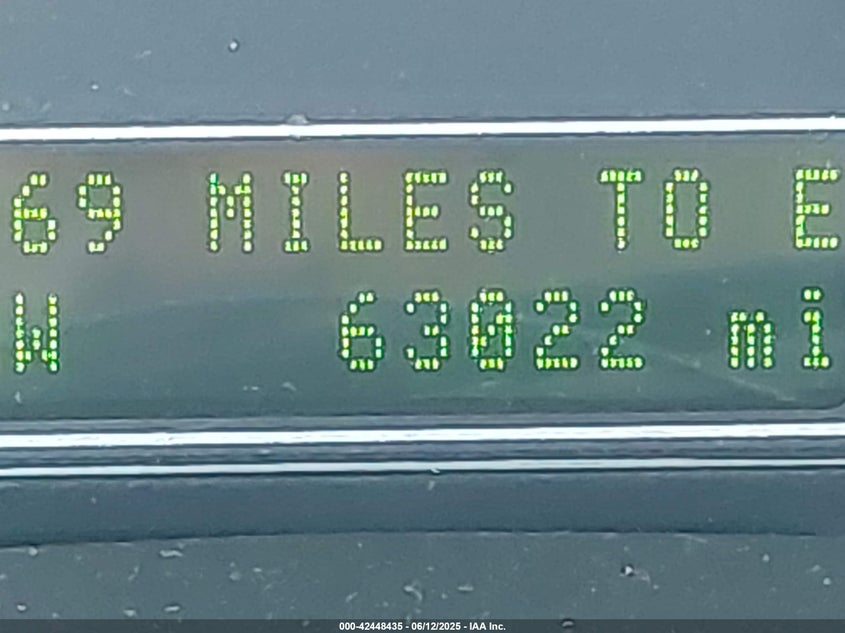 69 MILES TO E
W 63022 mi
000-42448435 - 06/12/2025 - IAA Inc.